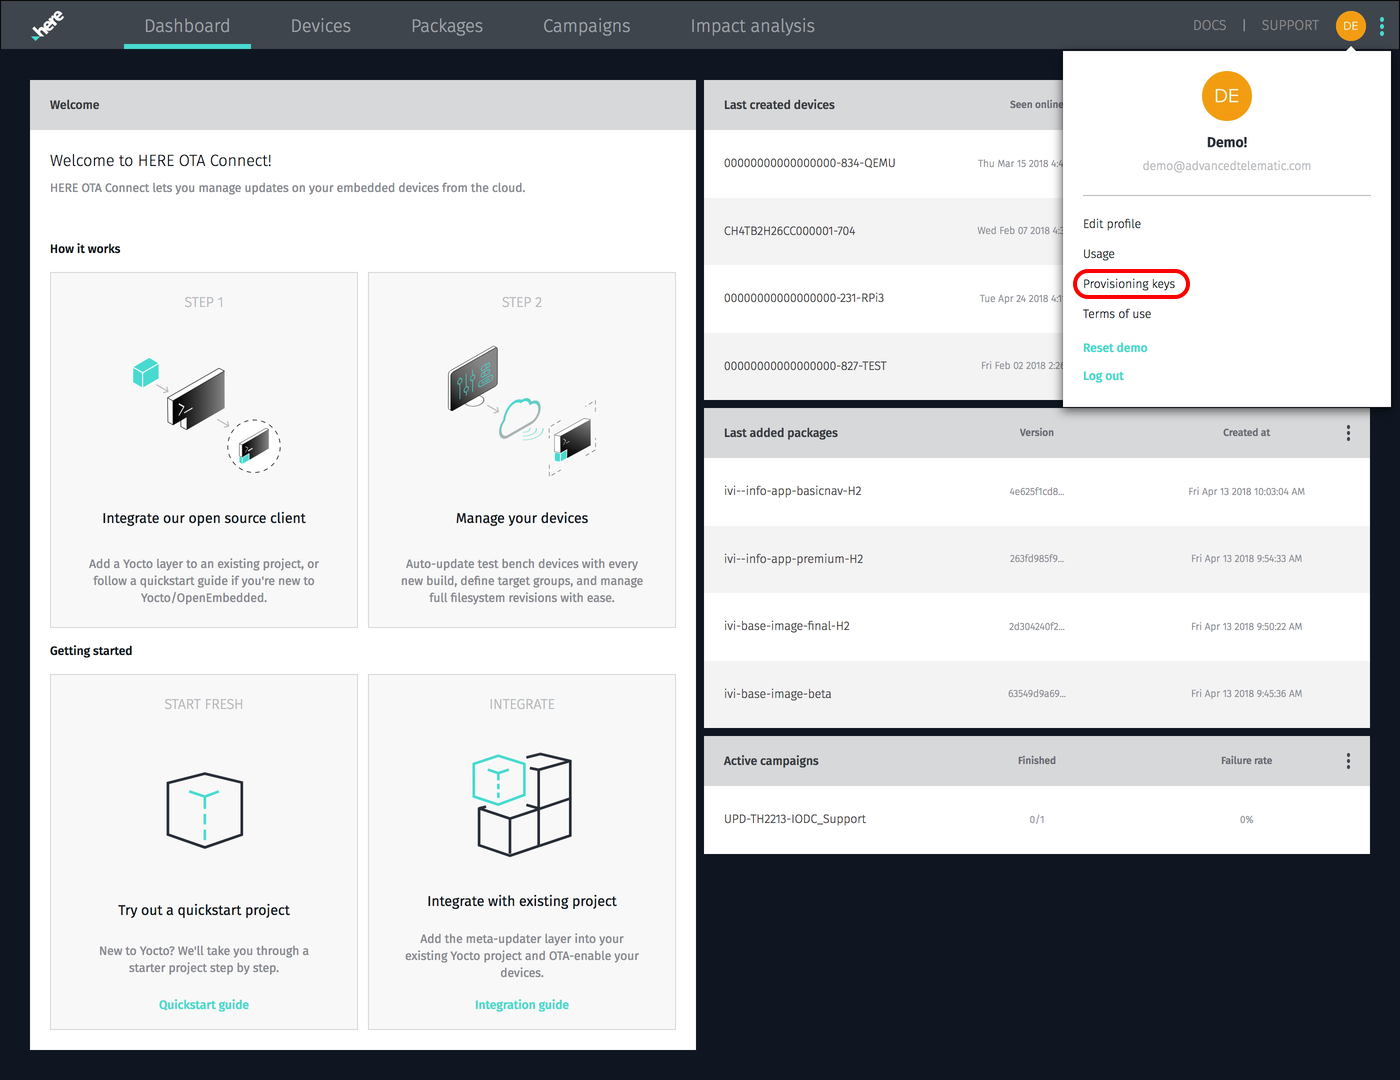 here
Dashboard
Devices
Packages
Campaigns
Impact analysis
DOCS | SUPPORT
DE
Welcome
Welcome to HERE OTA Connect!
HERE OTA Connect lets you manage updates on your embedded devices from the cloud.
How it works
STEP 1
Integrate our open source client
Add a Yocto layer to an existing project, or
follow a quickstart guide if you're new to
Yocto/OpenEmbedded.
STEP 2
Manage your devices
Auto-update test bench devices with every
new build, define target groups, and manage
full filesystem revisions with ease.
Getting started
START FRESH
Try out a quickstart project
New to Yocto? We'll take you through a
starter project step by step.
Quickstart guide
INTEGRATE
Integrate with existing project
Add the meta-updater layer into your
existing Yocto project and OTA-enable your
devices.
Integration guide
Last created devices Seen online
00000000000000000-834-QEMU Thu Mar 15 2018 4:4
CH4TB2H26CC000001-704 Wed Feb 07 2018 4:3
00000000000000000-231-RPi3 Tue Apr 24 2018 4:1
00000000000000000-827-TEST Fri Feb 02 2018 2:26
DE
Demo!
demo@advancedtelematic.com
Edit profile
Usage
Provisioning keys
Terms of use
Reset demo
Log out
Last added packages Version Created at
ivi--info-app-basicnav-H2 4e625f1cd8... Fri Apr 13 2018 10:03:04 AM
ivi--info-app-premium-H2 263fd985f9... Fri Apr 13 2018 9:54:33 AM
ivi-base-image-final-H2 2d304240f2... Fri Apr 13 2018 9:50:22 AM
ivi-base-image-beta 63549d9a69... Fri Apr 13 2018 9:45:36 AM
Active campaigns Finished Failure rate
UPD-TH2213-IODC_Support 0/1 0%